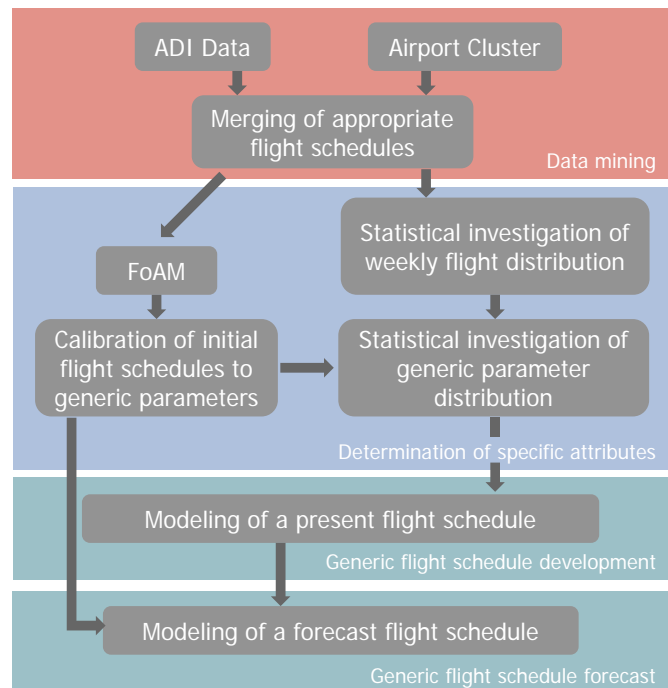 ADI Data
Airport Cluster
Merging of appropriate
flight schedules
Data mining
Statistical investigation of
weekly flight distribution
FoAM
Calibration of initial
flight schedules to
generic parameters
Statistical investigation of
generic parameter
distribution
Determination of specific attributes
Modeling of a present flight schedule
Generic flight schedule development
Modeling of a forecast flight schedule
Generic flight schedule forecast